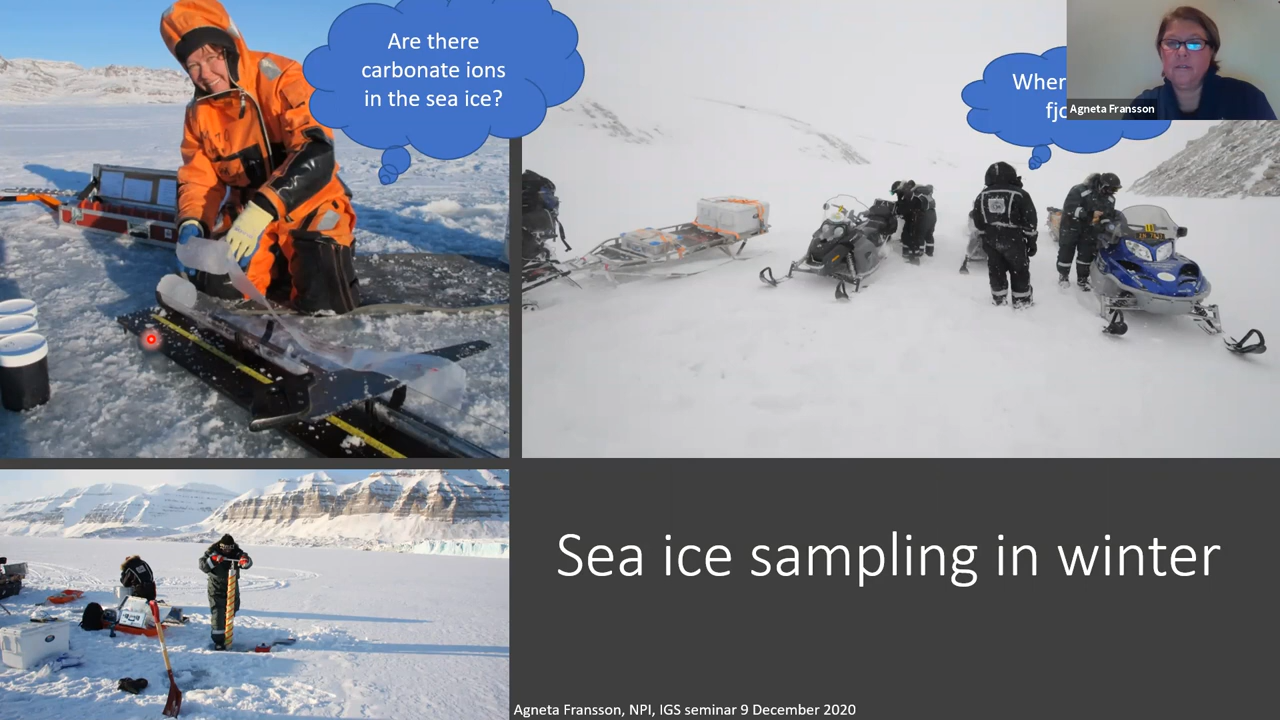 Are there
carbonate ions
in the sea ice?
Agneta Fransson
Sea ice sampling in winter
Agneta Fransson, NPI, IGS seminar 9 December 2020